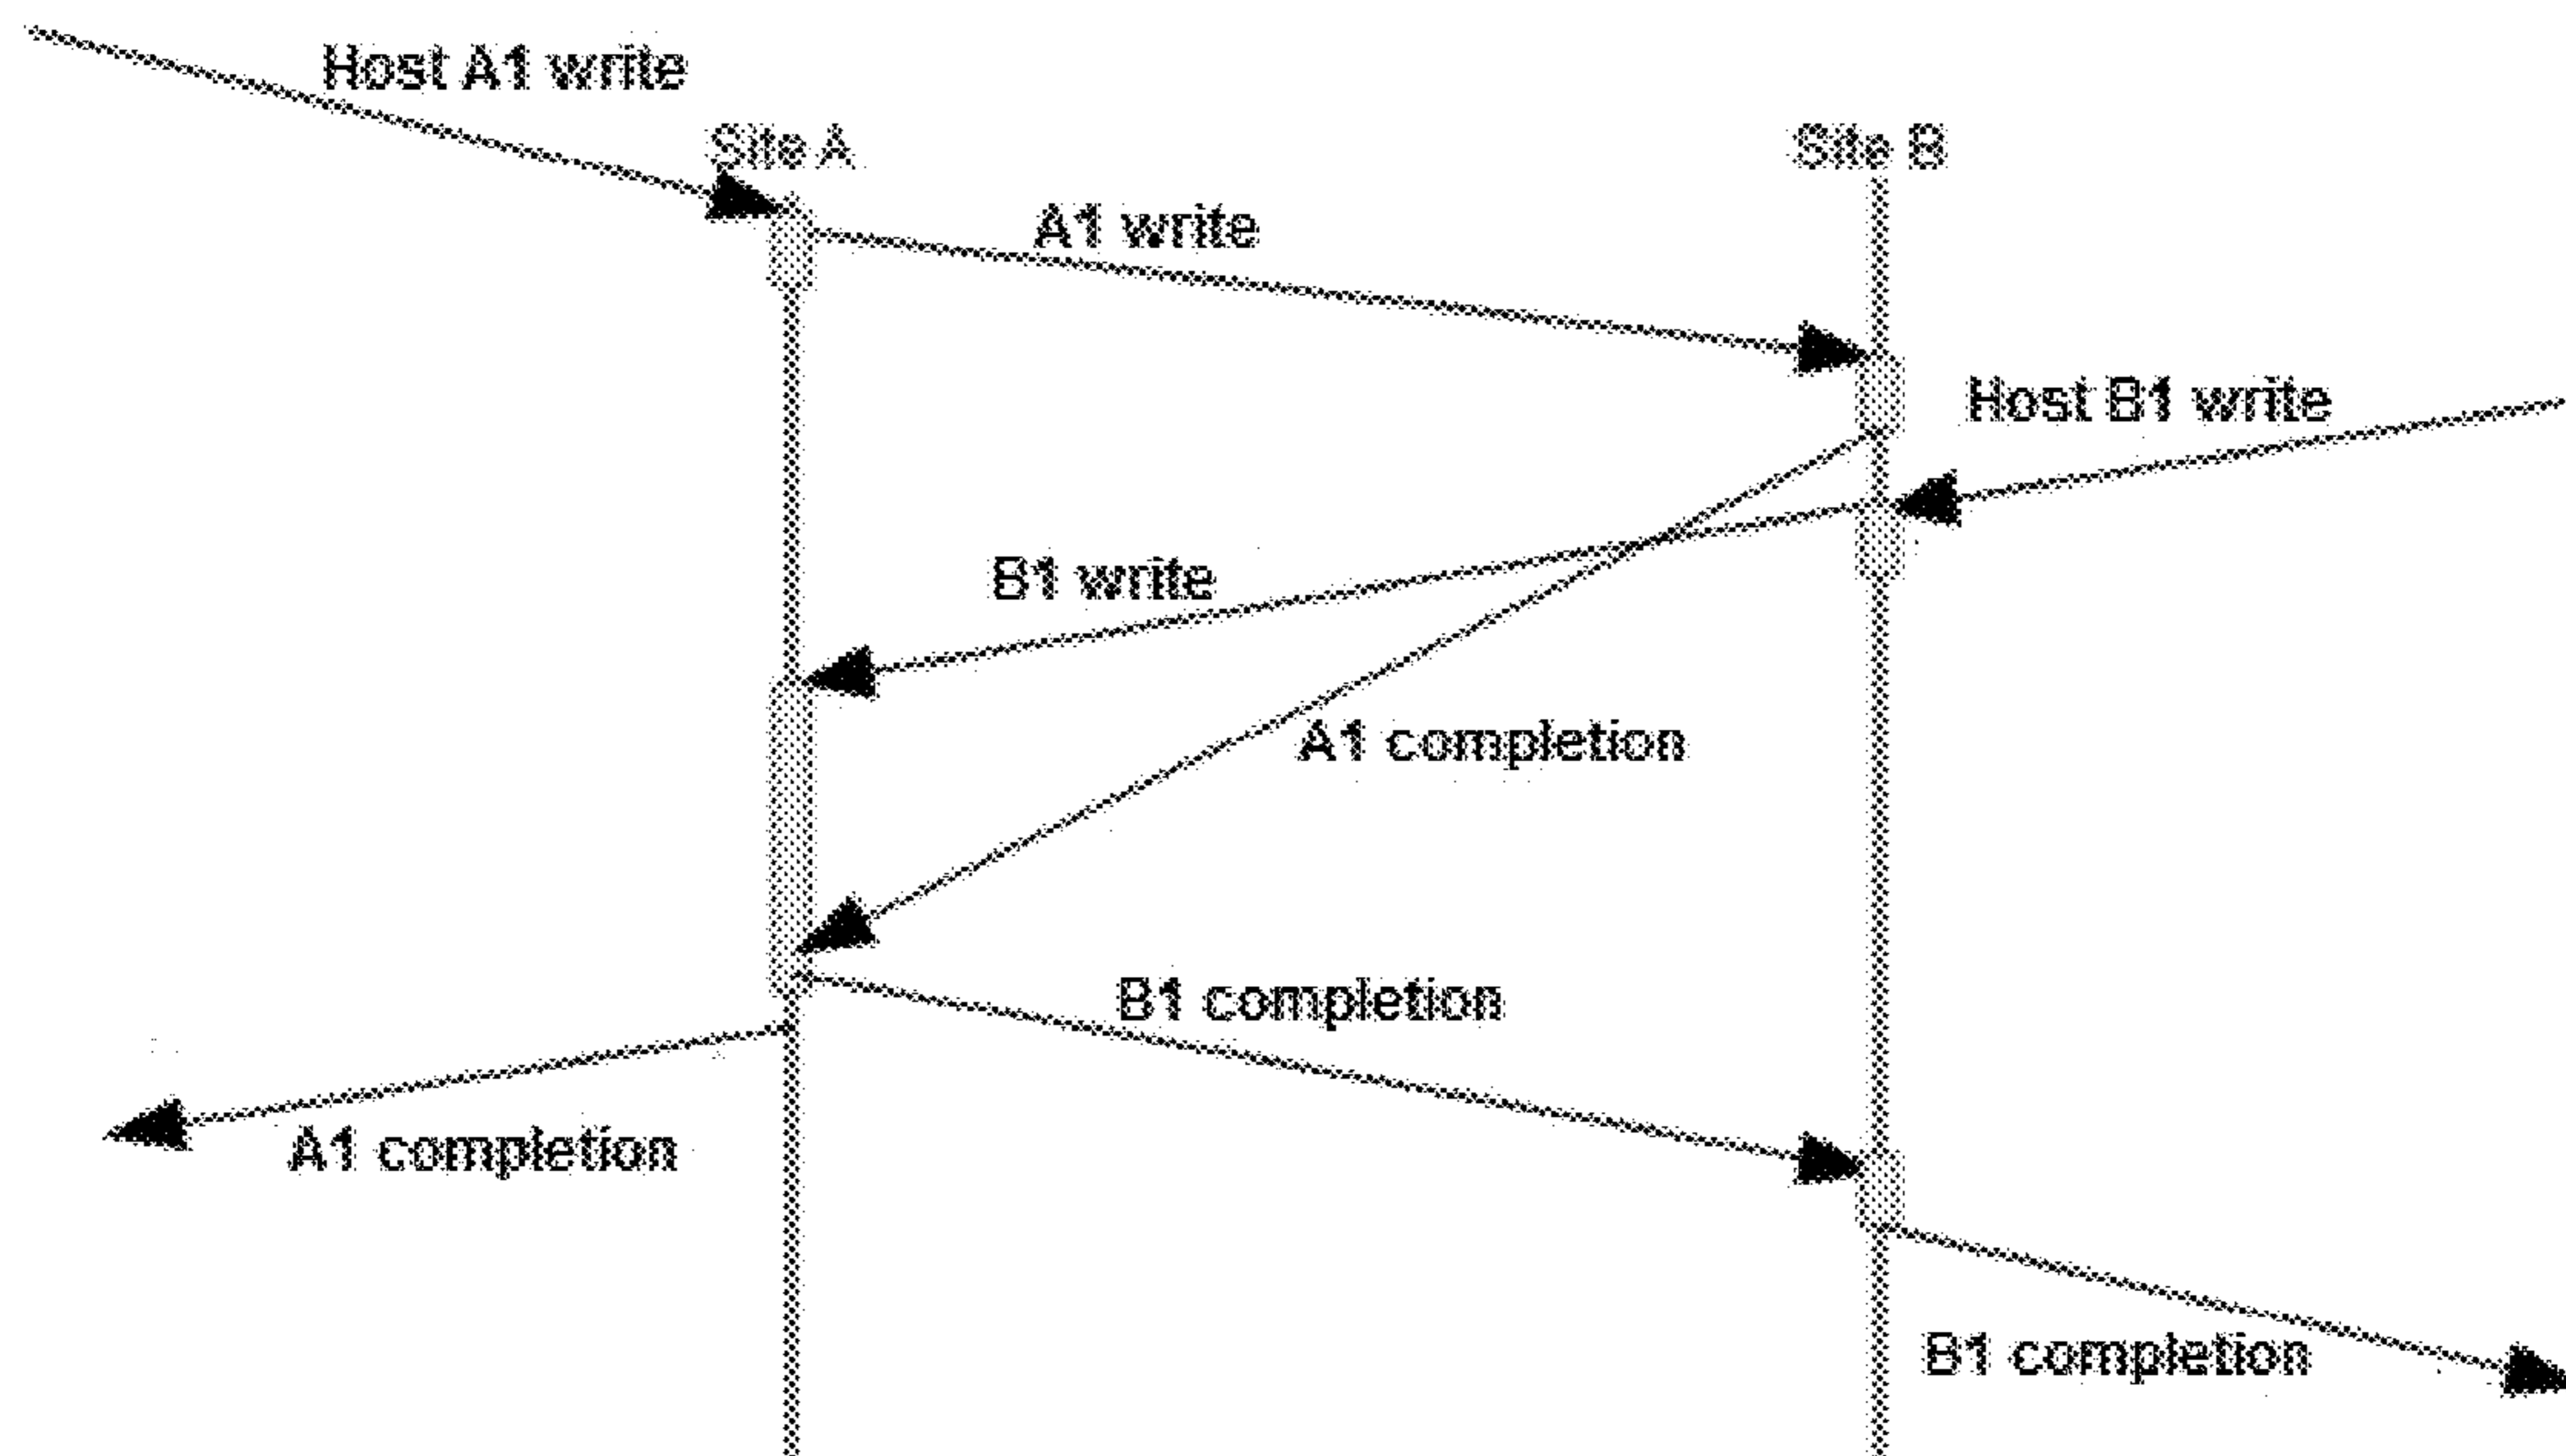 Host A1 write
Site A
Site B
A1 write
Host B1 write
B1 write
A1 completion
B1 completion
A1 completion
B1 completion